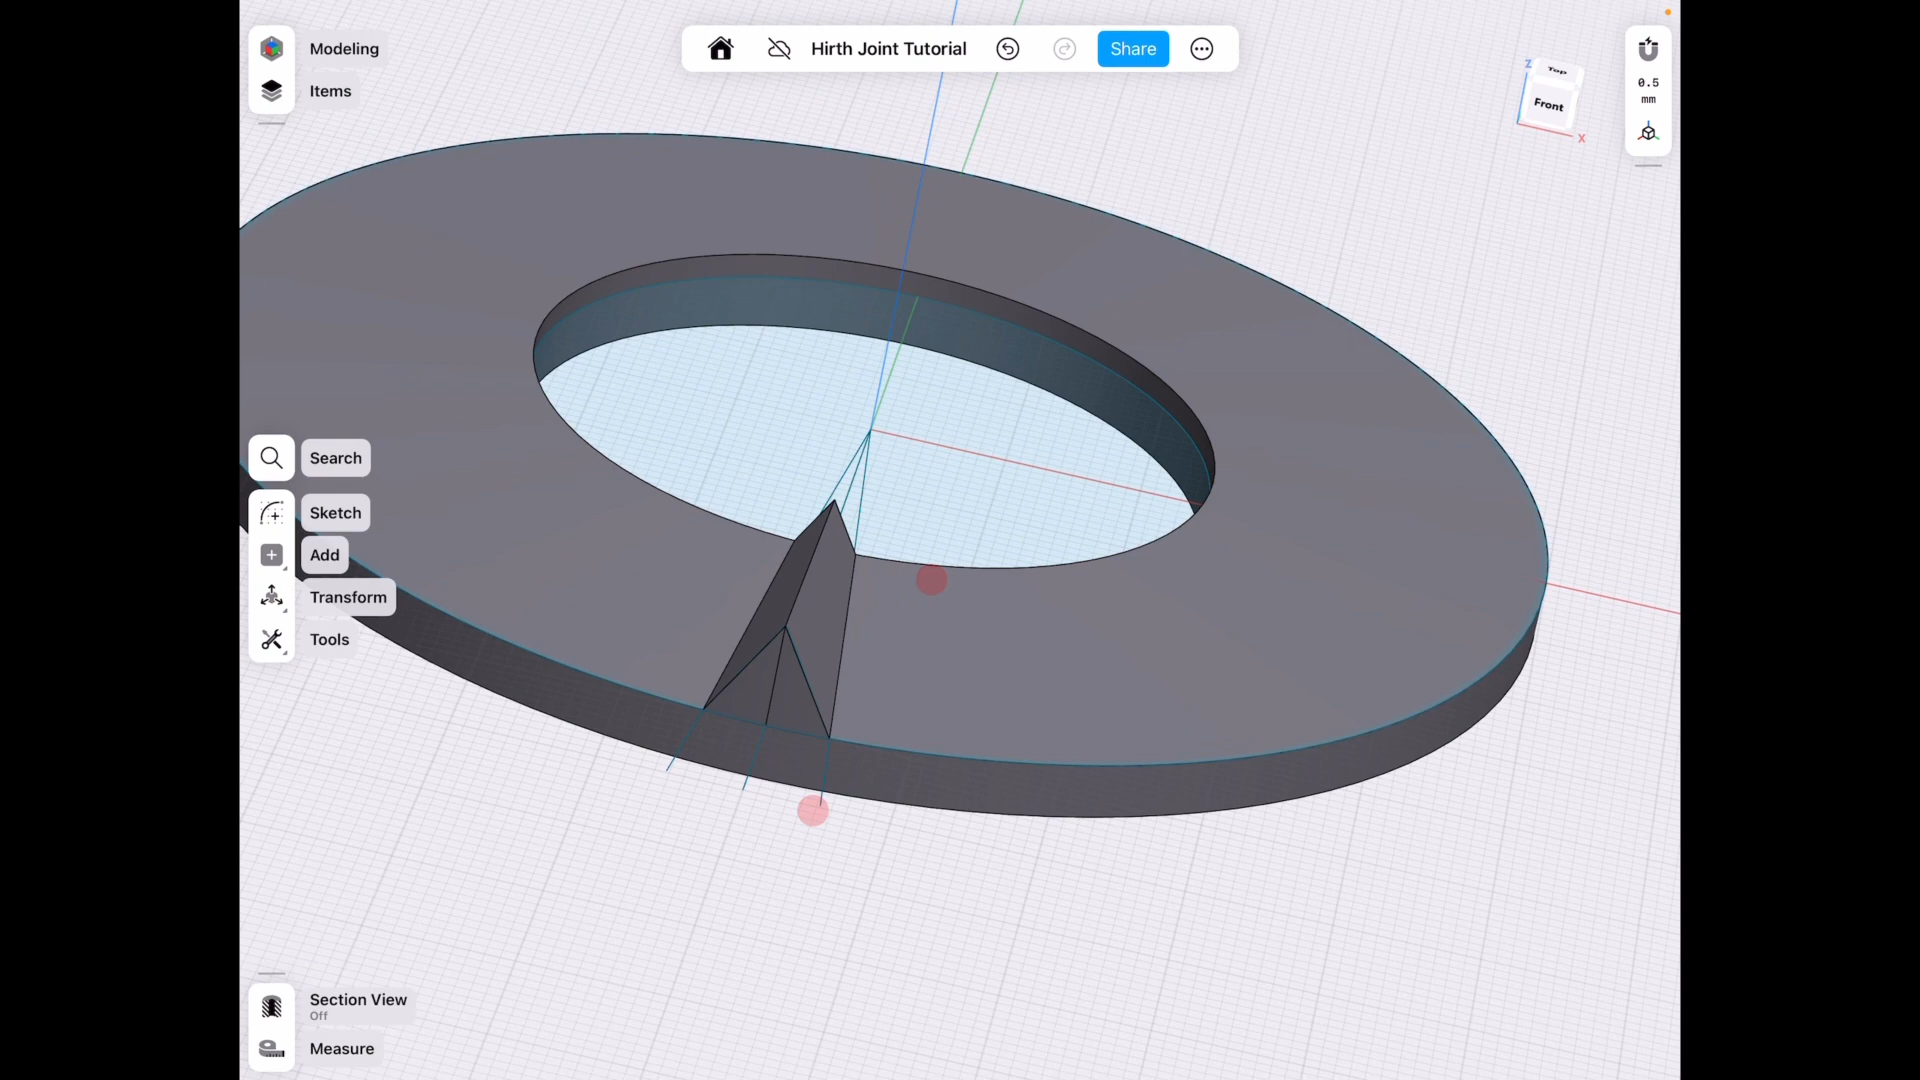 Modeling
Items
Hirth Joint Tutorial
Share
Z
Top
Front
X
0.5
mm
Search
Sketch
Add
Transform
Tools
Section View
Off
Measure